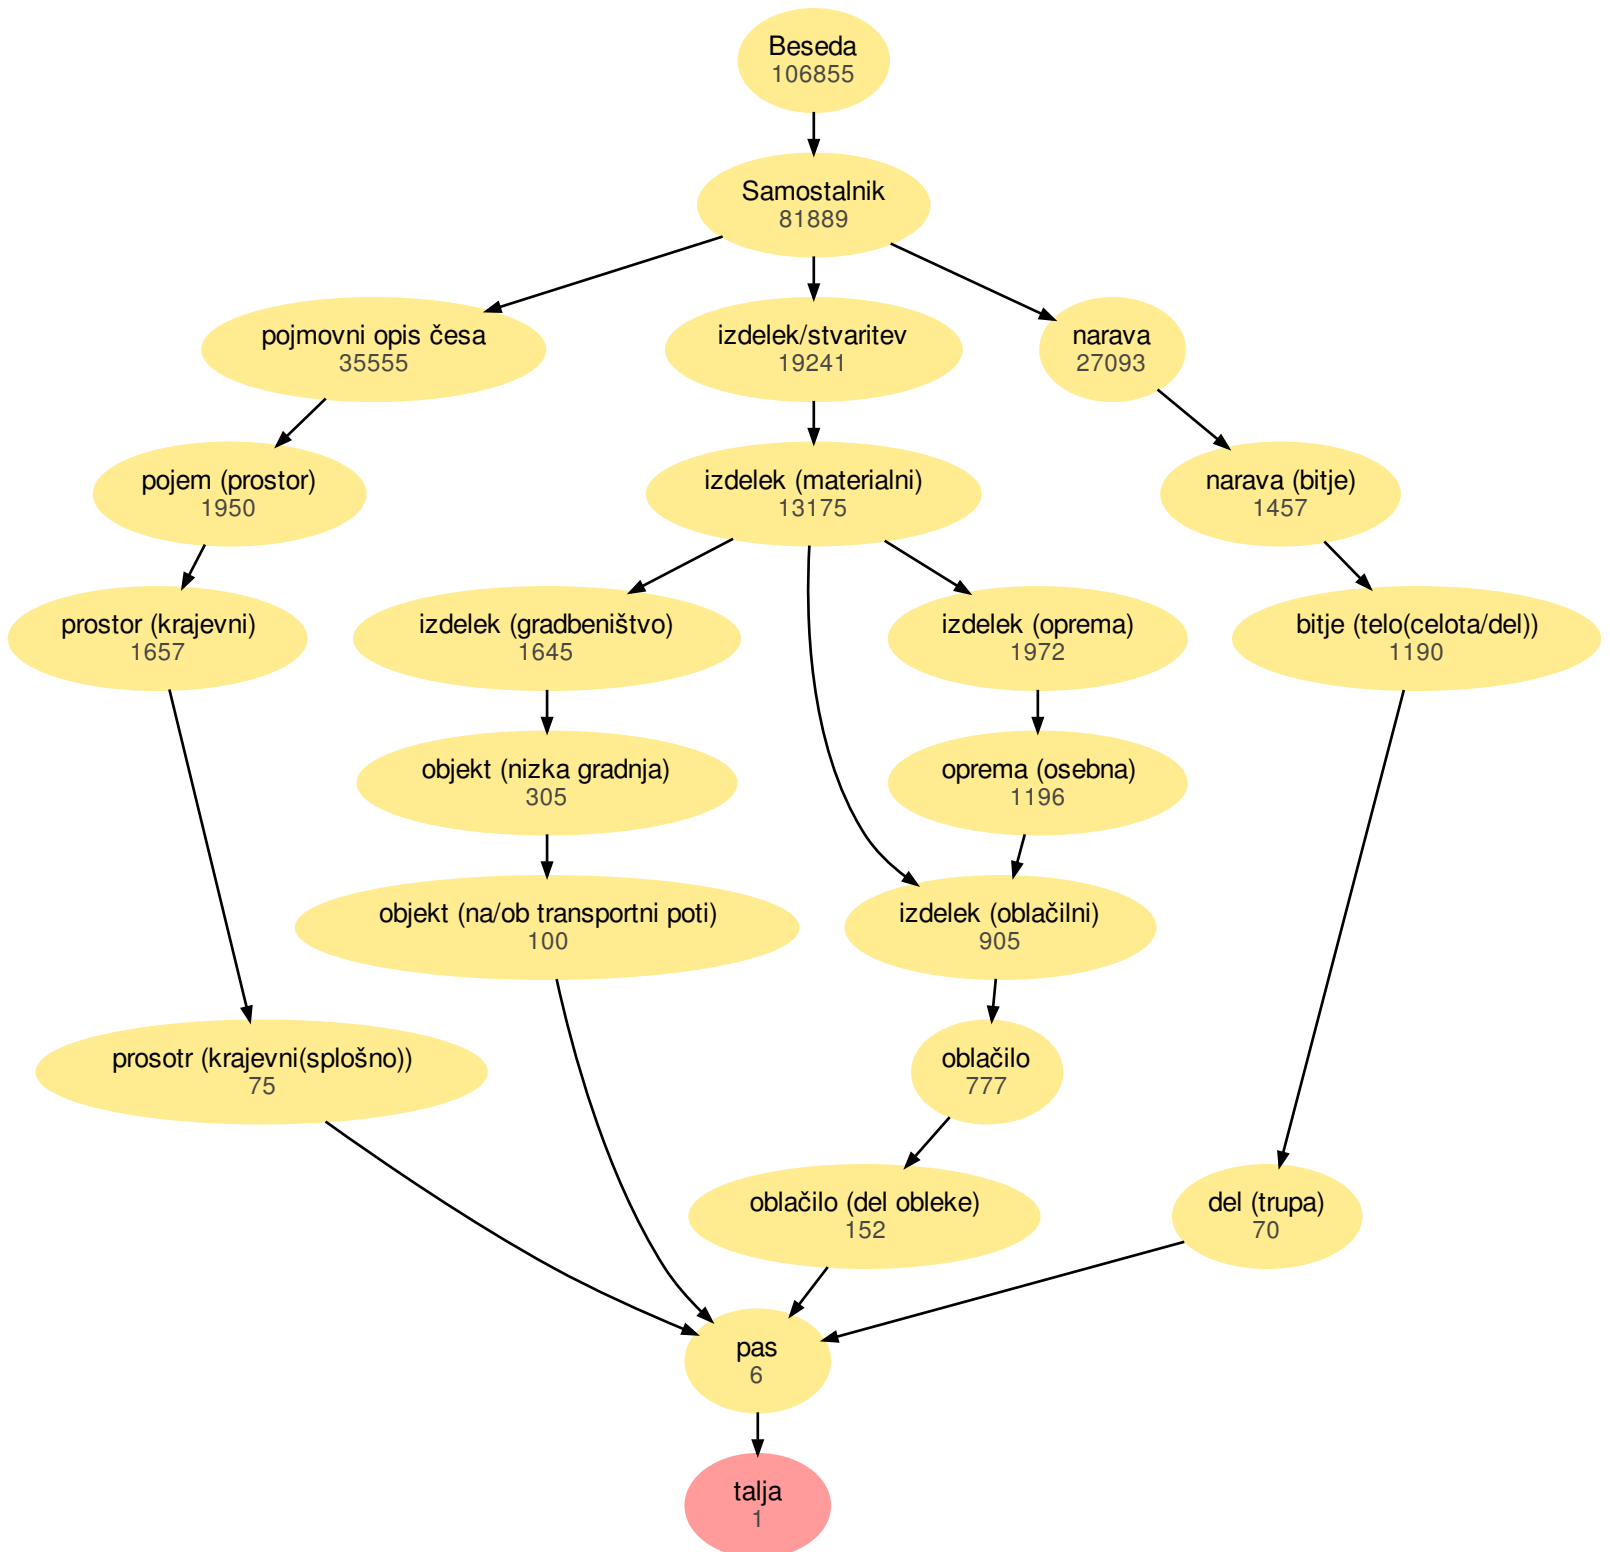 Beseda
106855
Samostalnik
81889
pojmovni opis česa
35555
izdelek/stvaritev
19241
narava
27093
pojem (prostor)
1950
izdelek (materialni)
13175
narava (bitje)
1457
prostor (krajevni)
1657
izdelek (gradbeništvo)
1645
izdelek (oprema)
1972
bitje (telo(celota/del))
1190
objekt (nizka gradnja)
305
oprema (osebna)
1196
objekt (na/ob transportni poti)
100
izdelek (oblačilni)
905
prosotr (krajevni(splošno))
75
oblačilo
777
oblačilo (del obleke)
152
del (trupa)
70
pas
6
talja
1